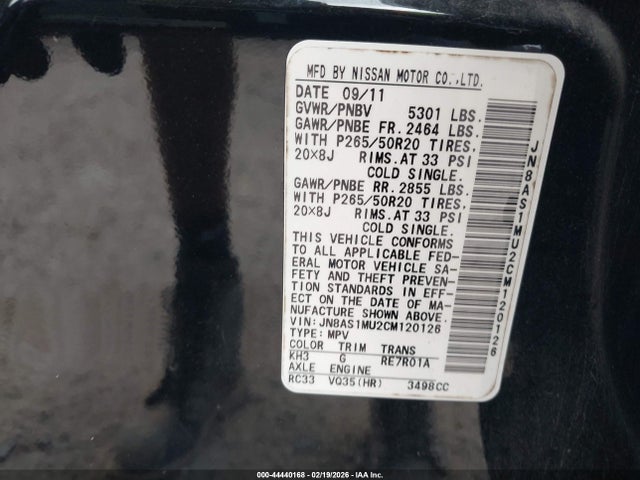 MFD BY NISSAN MOTOR CO.,LTD.
DATE 09/11
GVWR/PNBV 5301 LBS.
GAWR/PNBE FR. 2464 LBS.
WITH P265/50R20 TIRES.
20×8J RIMS.AT 33 PSI
COLD SINGLE.
GAWR/PNBE RR. 2855 LBS.
WITH P265/50R20 TIRES.
20×8J RIMS.AT 33 PSI
COLD SINGLE.
THIS VEHICLE CONFORMS
TO ALL APPLICABLE FED-
ERAL MOTOR VEHICLE SA-
FETY AND THEFT PREVEN-
TION STANDARDS IN EFF-
ECT ON THE DATE OF MA-
NUFACTURE SHOWN ABOVE.
VIN:JN8AS1MU2CM120126
TYPE:MPV
COLOR TRIM TRANS
KH3 G RE7R01A
AXLE ENGINE
RC33 VQ35(HR) 3498CC
JN8AS1MU2CM120126
000-44440168 - 02/19/2026 - IAA Inc.